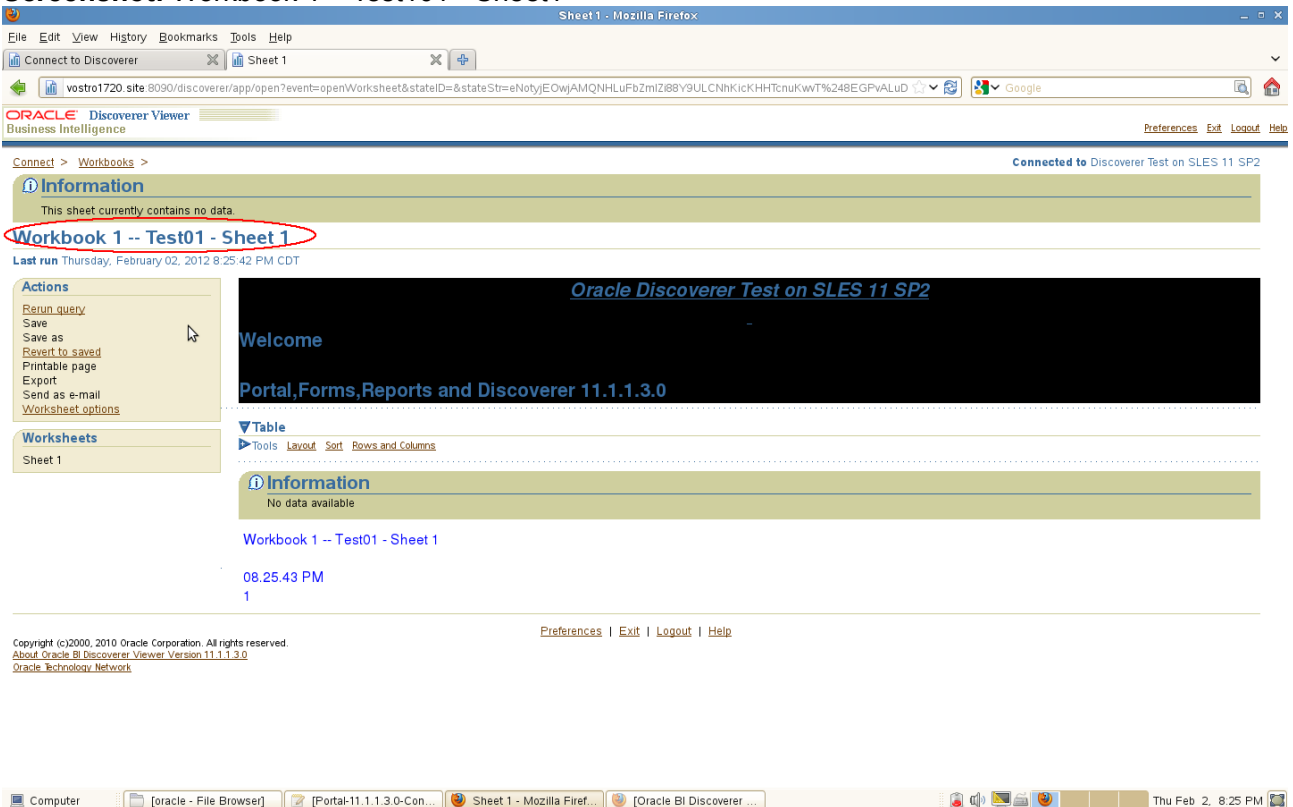 Screenshot: Workbook 1 -- Test101 - Sheet1
Sheet 1 - Mozilla Firefox
File Edit View History Bookmarks Tools Help
Connect to Discoverer
Sheet 1
vostro1720.site:8090/discoverer/app/open?event=openWorksheet&stateID=&stateStr=eNotyjEOwjAMQNHLuFbZmIZi88Y9ULCNhKicKHHTcnuKwvT%248EGPvALuD
Google
ORACLE Discoverer Viewer
Business Intelligence
Preferences Exit Logout Help
Connect > Workbooks >
Connected to Discoverer Test on SLES 11 SP2
Information
This sheet currently contains no data.
Workbook 1 -- Test01 - Sheet 1
Last run Thursday, February 02, 2012 8:25:42 PM CDT
Actions
Rerun query
Save
Save as
Revert to saved
Printable page
Export
Send as e-mail
Worksheet options
Worksheets
Sheet 1
Oracle Discoverer Test on SLES 11 SP2
Welcome
Portal,Forms,Reports and Discoverer 11.1.1.3.0
Table
Tools Layout Sort Rows and Columns
Information
No data available
Workbook 1 -- Test01 - Sheet 1
08.25.43 PM
1
Preferences | Exit | Logout | Help
Copyright (c)2000, 2010 Oracle Corporation. All rights reserved.
About Oracle BI Discoverer Viewer Version 11.1.1.3.0
Oracle Technology Network
Computer
[oracle - File Browser]
[Portal-11.1.1.3.0-Con...
Sheet 1 - Mozilla Firef...
[Oracle BI Discoverer ...
Thu Feb 2, 8:25 PM